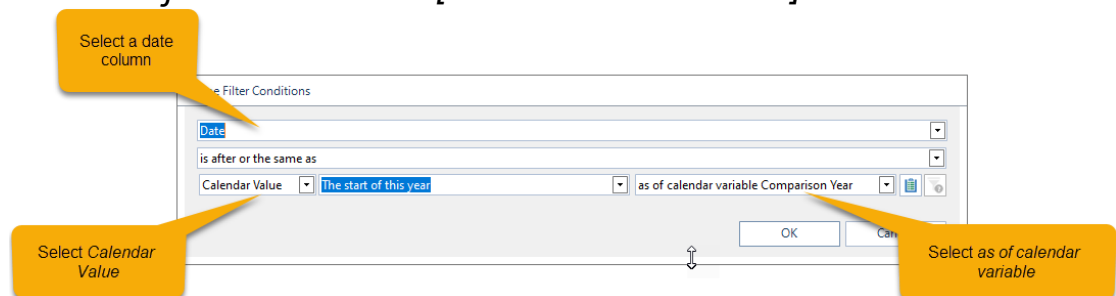 Select a date
column
e Filter Conditions
Date
is after or the same as
Calendar Value The start of this year as of calendar variable Comparison Year
OK
Select Calendar
Value
Select as of calendar
variable